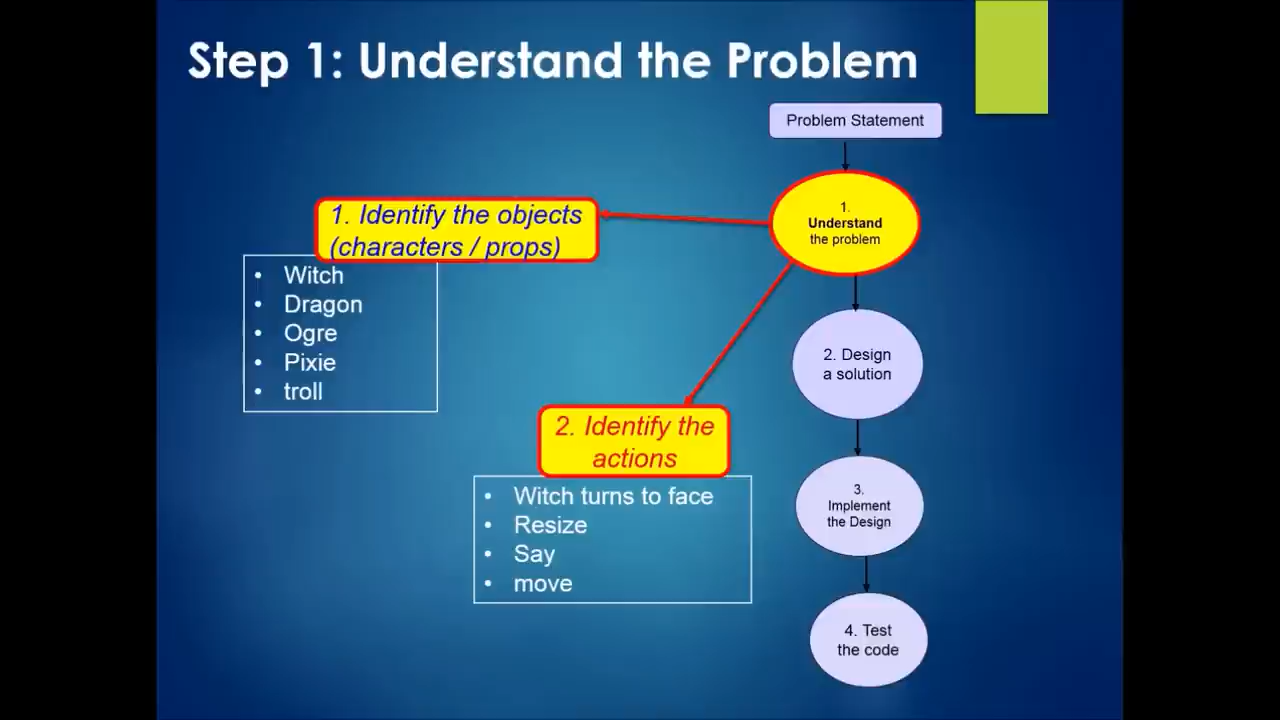 Step 1: Understand the Problem
Problem Statement
1.
Understand
the problem
1. Identify the objects
(characters / props)
• Witch
• Dragon
• Ogre
• Pixie
• troll
2. Design
a solution
2. Identify the
actions
• Witch turns to face
• Resize
• Say
• move
3.
Implement
the Design
4. Test
the code